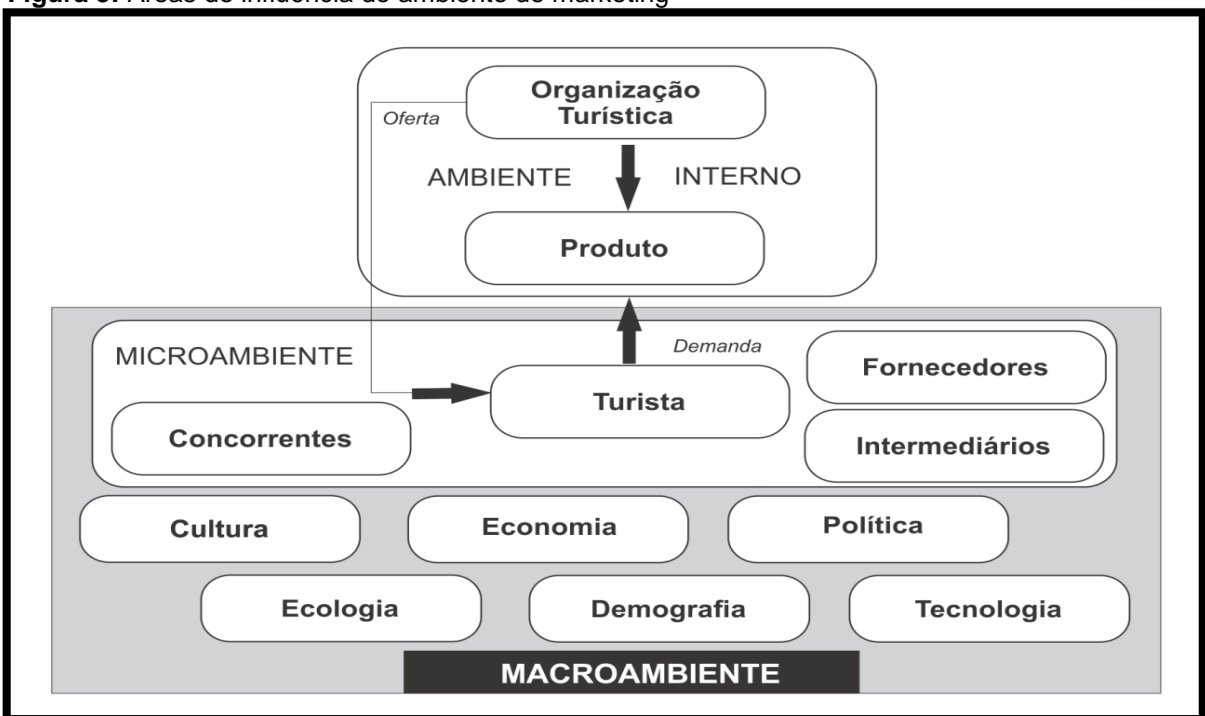 Organização
Turística
Oferta
AMBIENTE INTERNO
Produto
MICROAMBIENTE
Demanda
Fornecedores
Turista
Concorrentes
Intermediários
Cultura
Economia
Política
Ecologia
Demografia
Tecnologia
MACROAMBIENTE